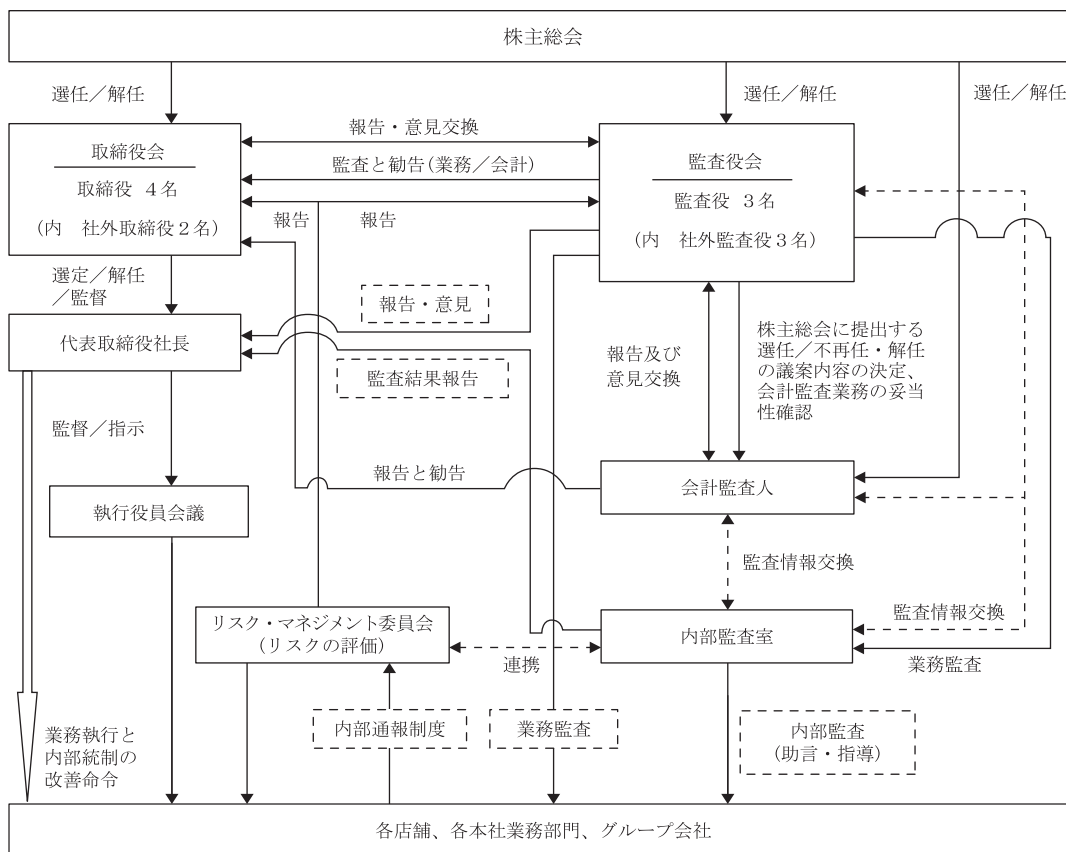 株主総会
選任／解任
選任／解任
選任／解任
取締役会
取締役 4名
（内 社外取締役2名）
報告・意見交換
監査と勧告(業務／会計)
報告
報告
監査役会
監査役 3名
（内 社外監査役3名）
選定／解任
／監督
報告・意見
代表取締役社長
監査結果報告
報告及び
意見交換
株主総会に提出する
選任／不再任・解任
の議案内容の決定、
会計監査業務の妥当
性確認
監督／指示
報告と勧告
会計監査人
執行役員会議
監査情報交換
リスク・マネジメント委員会
（リスクの評価）
連携
内部監査室
監査情報交換
業務監査
業務執行と
内部統制の
改善命令
内部通報制度
業務監査
内部監査
（助言・指導）
各店舗、各本社業務部門、グループ会社